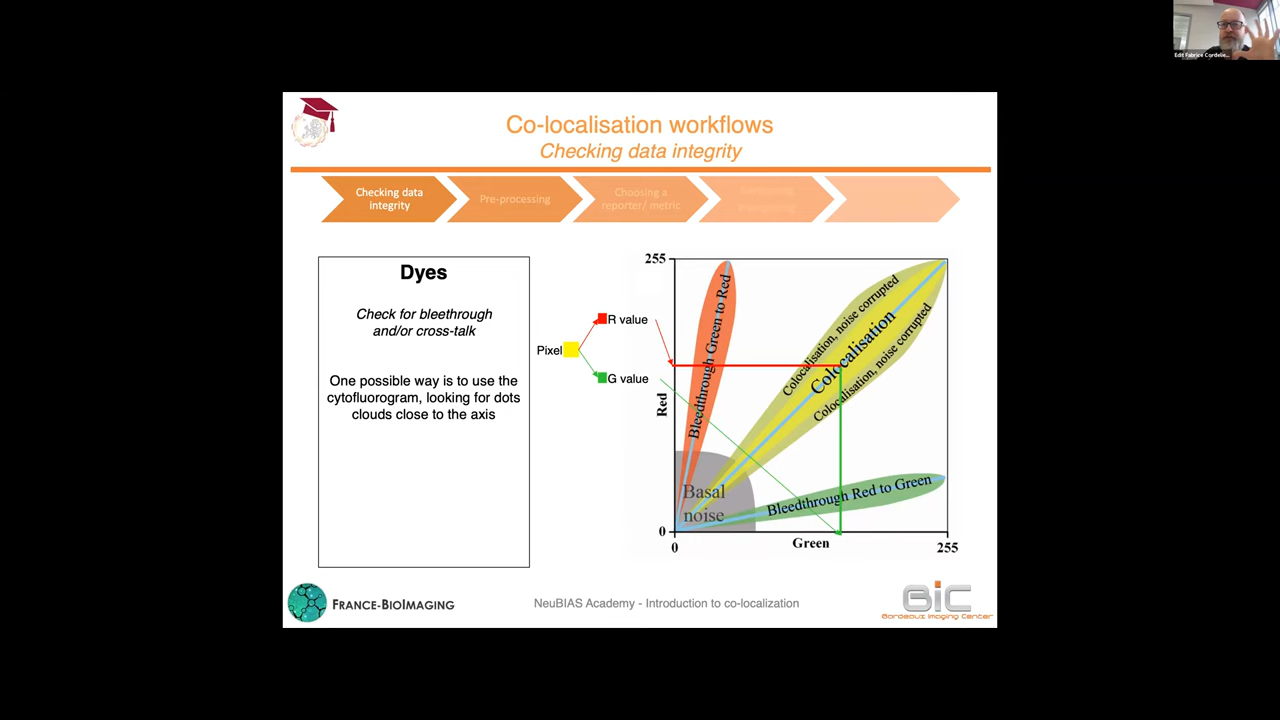 Edit Fabrice Cordelie...
Co-localisation workflows
Checking data integrity
Checking data
integrity
Pre-processing
Choosing a
reporter/ metric
Dyes
Check for bleethrough
and/or cross-talk
One possible way is to use the
cytofluorogram, looking for dots
clouds close to the axis
Pixel
R value
G value
255
Red
0
0
Green
255
Bleedthrough Green to Red
Colocalisation, noise corrupted
Colocalisation
Colocalisation, noise corrupted
Bleedthrough Red to Green
Basal
noise
FRANCE-BIOIMAGING
NeuBIAS Academy - Introduction to co-localization
BiC
Bordeaux Imaging Center